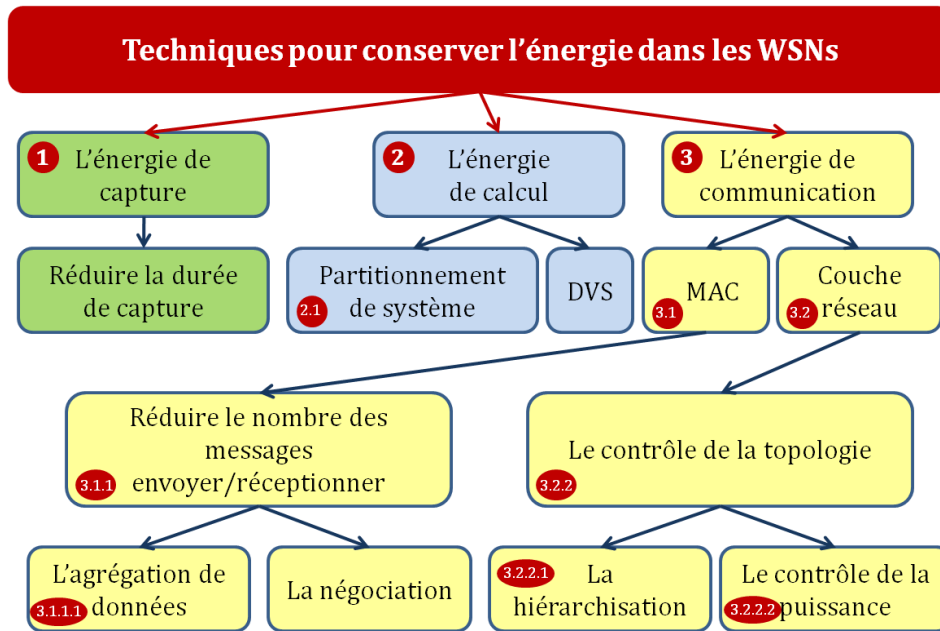 Techniques pour conserver l'énergie dans les WSNs
1
L'énergie de
capture
2
L'énergie
de calcul
3
L'énergie de
communication
Réduire la durée
de capture
Partitionnement
de système
2.1
DVS
MAC
3.1
Couche
réseau
3.2
Réduire le nombre des
messages
envoyer/réceptionner
3.1.1
Le contrôle de la topologie
3.2.2
L'agrégation de
données
3.1.1.1
La négociation
3.2.2.1
La
hiérarchisation
Le contrôle de la
puissance
3.2.2.2